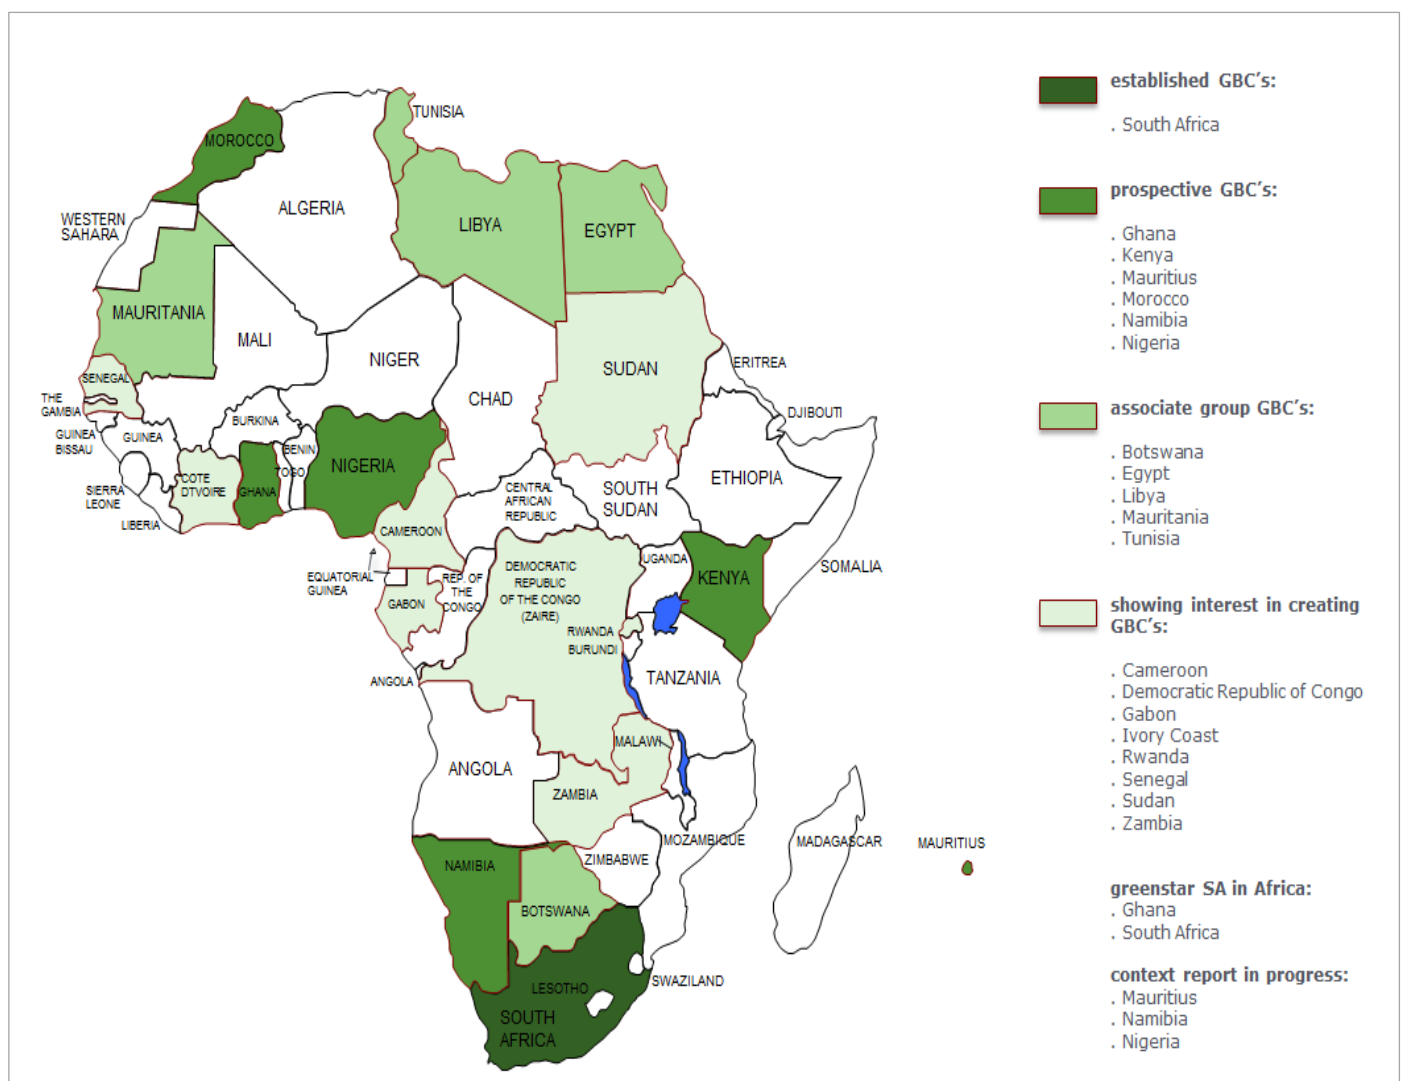 MOROCCO
TUNISIA
ALGERIA
WESTERN
SAHARA
LIBYA
EGYPT
MAURITANIA
MALI
NIGER
CHAD
SUDAN
ERITREA
SENEGAL
THE
GAMBIA
DJIBOUTI
GUINEA
BISSAU
GUINEA
BURKINA
BENIN
TOGO
NIGERIA
GHANA
COTE
DTVOIRE
SIERRA
LEONE
LIBERIA
CENTRAL
AFRICAN
REPUBLIC
SOUTH
SUDAN
ETHIOPIA
CAMEROON
SOMALIA
EQUATORIAL
GUINEA
GABON
REP. OF
THE
CONGO
DEMOCRATIC
REPUBLIC
OF THE CONGO
(ZAIRE)
UGANDA
KENYA
RWANDA
BURUNDI
ANGOLA
TANZANIA
ANGOLA
MALAWI
ZAMBIA
MOZAMBIQUE
MADAGASCAR
MAURITIUS
NAMIBIA
ZIMBABWE
BOTSWANA
SWAZILAND
LESOTHO
SOUTH
AFRICA
established GBC's:
. South Africa
prospective GBC's:
. Ghana
. Kenya
. Mauritius
. Morocco
. Namibia
. Nigeria
associate group GBC's:
. Botswana
. Egypt
. Libya
. Mauritania
. Tunisia
showing interest in creating
GBC's:
. Cameroon
. Democratic Republic of Congo
. Gabon
. Ivory Coast
. Rwanda
. Senegal
. Sudan
. Zambia
greenstar SA in Africa:
. Ghana
. South Africa
context report in progress:
. Mauritius
. Namibia
. Nigeria